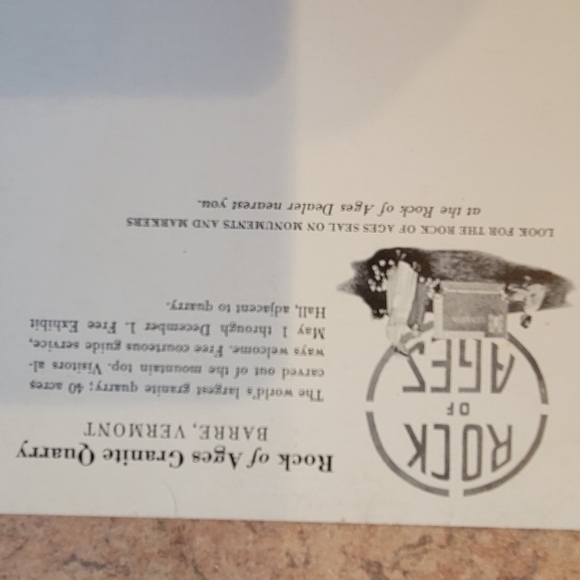 ROCK
OF
AGES
Rock of Ages Granite Quarry
BARRE, VERMONT
The world's largest granite quarry; 40 acres
carved out of the mountain top. Visitors al-
ways welcome. Free courteous guide service,
May 1 through December 1. Free Exhibit
Hall, adjacent to quarry.
LOOK FOR THE ROCK OF AGES SEAL ON MONUMENTS AND MARKERS
at the Rock of Ages Dealer nearest you.